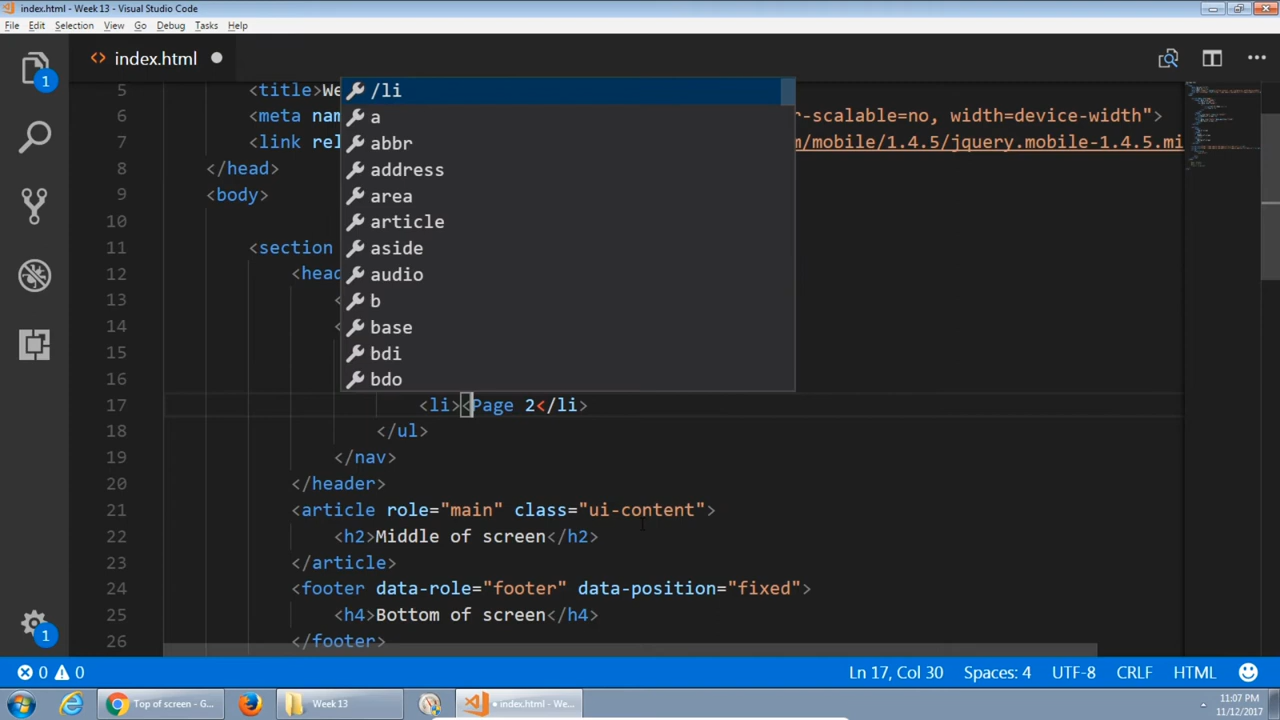 index.html - Week 13 - Visual Studio Code
File Edit Selection View Go Debug Tasks Help
1
<> index.html
5 <title>We
6 <meta nam r-scalable=no, width=device-width">
7 <link rel m/mobile/1.4.5/jquery.mobile-1.4.5.mi
8 </head>
9 <body>
10
11 <section
12 <head
13 <
14 <
15
16
/li
a
abbr
address
area
article
aside
audio
b
base
bdi
bdo
17 <li><Page 2</li>
18 </ul>
19 </nav>
20 </header>
21 <article role="main" class="ui-content">
22 <h2>Middle of screen</h2>
23 </article>
24 <footer data-role="footer" data-position="fixed">
25 <h4>Bottom of screen</h4>
26 </footer>
1
0 0 Ln 17, Col 30 Spaces: 4 UTF-8 CRLF HTML
Top of screen - G... Week 13 • index.html - We...
11:07 PM
11/12/2017